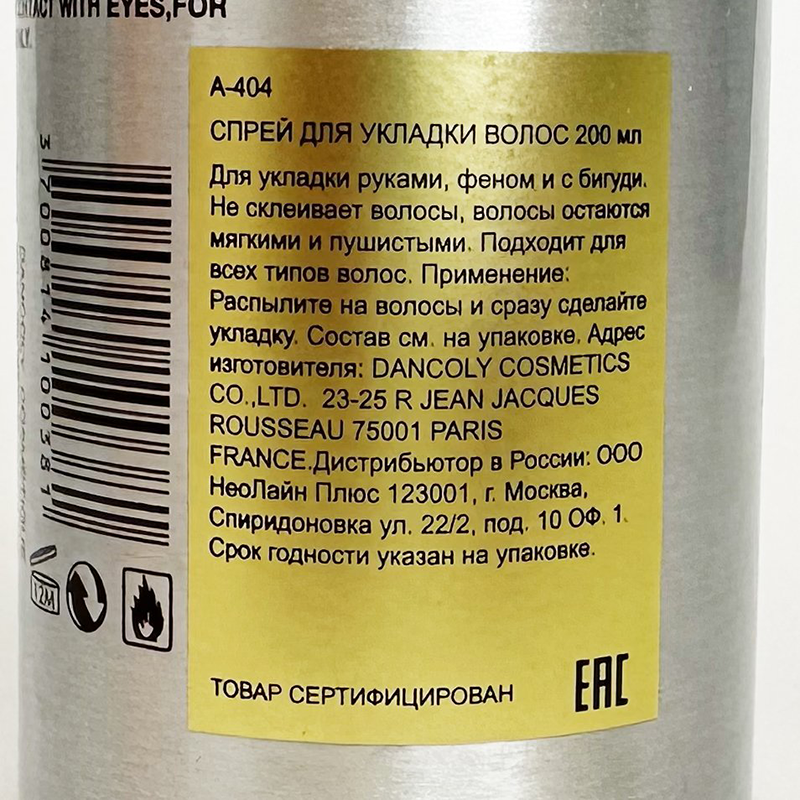 CONTACT WITH EYES,FOR
А-404
СПРЕЙ ДЛЯ УКЛАДКИ ВОЛОС 200 мл
Для укладки руками, феном и с бигуди.
Не склеивает волосы, волосы остаются
мягкими и пушистыми. Подходит для
всех типов волос. Применение:
Распылите на волосы и сразу сделайте
укладку. Состав см. на упаковке. Адрес
изготовителя: DANCOLY COSMETICS
CO.,LTD. 23-25 R JEAN JACQUES
ROUSSEAU 75001 PARIS
FRANCE.Дистрибьютор в России: ООО
НеоЛайн Плюс 123001, г. Москва,
Спиридоновка ул. 22/2, под. 10 ОФ. 1.
Срок годности указан на упаковке.
ТОВАР СЕРТИФИЦИРОВАН
EAC
3 700814 100381
12M